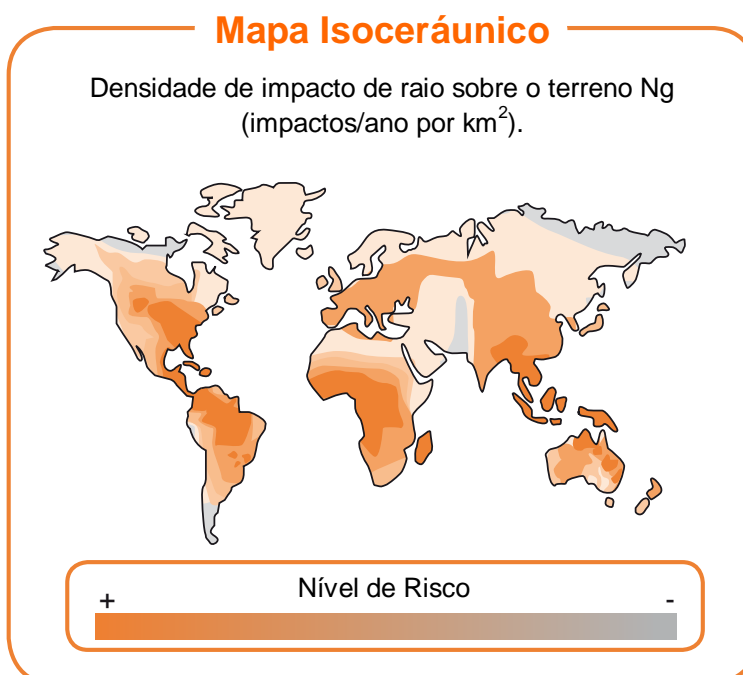 Mapa Isoceráunico
Densidade de impacto de raio sobre o terreno Ng
(impactos/ano por km²).
Nível de Risco
+
-